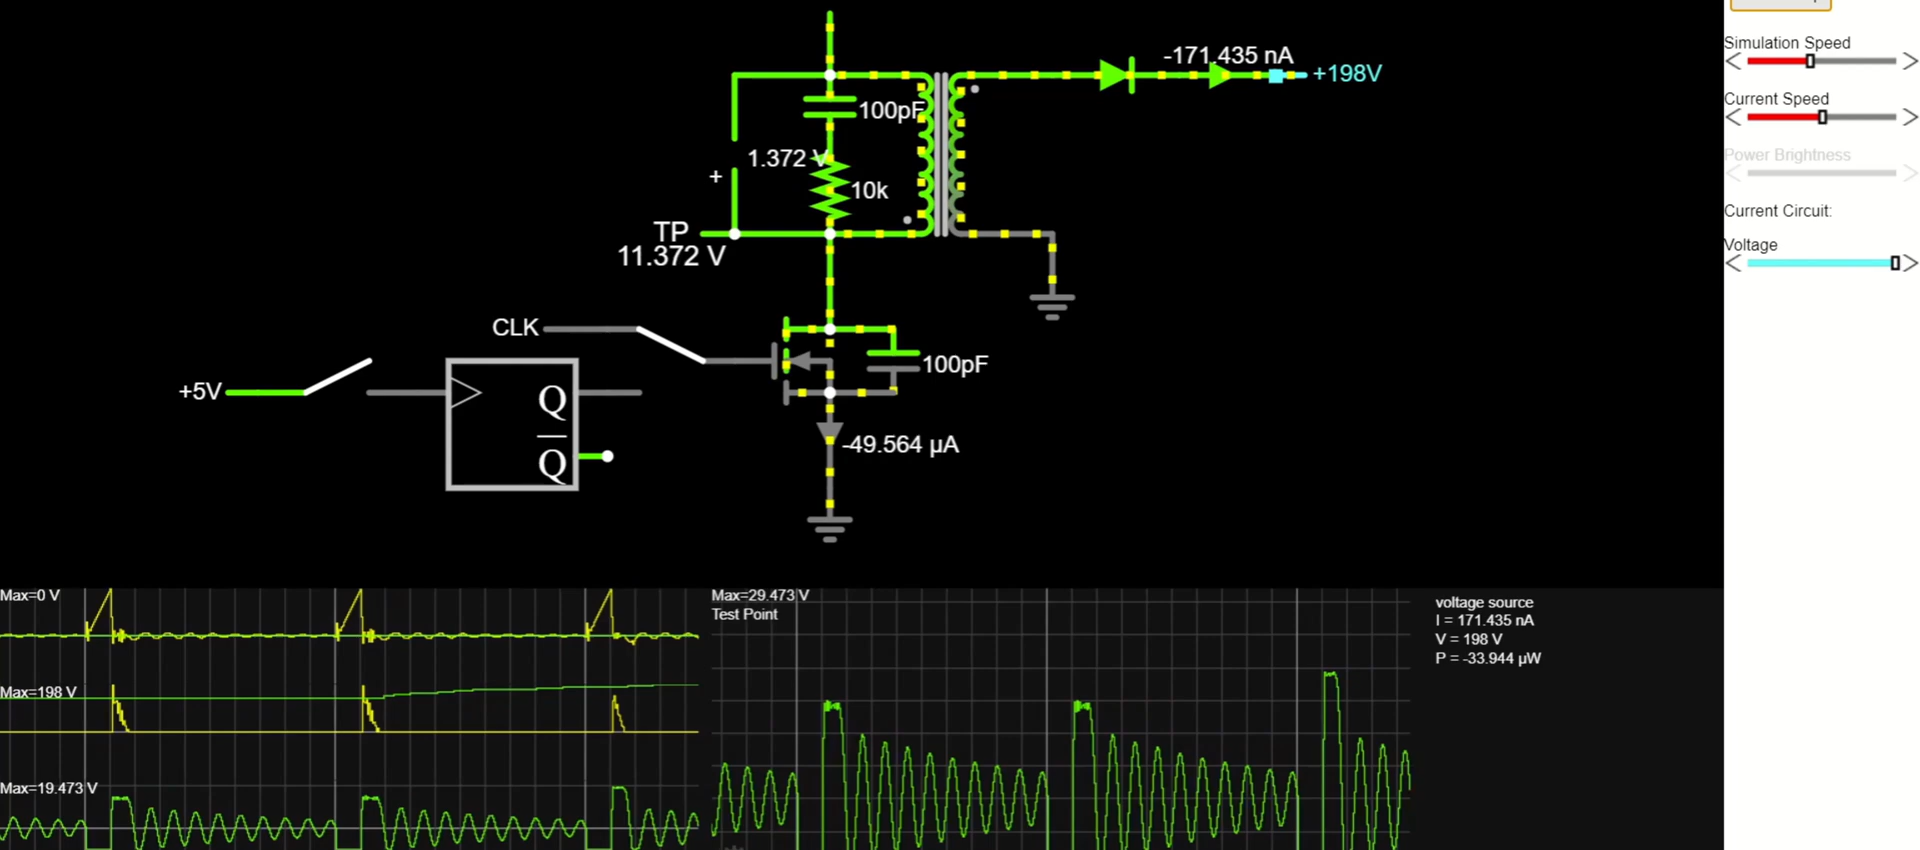 -171.435 nA
+198V
100pF
1.372 V
+
10k
TP
11.372 V
CLK
100pF
+5V
Q
Q
-49.564 µA
Simulation Speed
Current Speed
Power Brightness
Current Circuit:
Voltage
Max=0 V
Max=198 V
Max=19.473 V
Max=29.473 V
Test Point
voltage source
I = 171.435 nA
V = 198 V
P = -33.944 µW